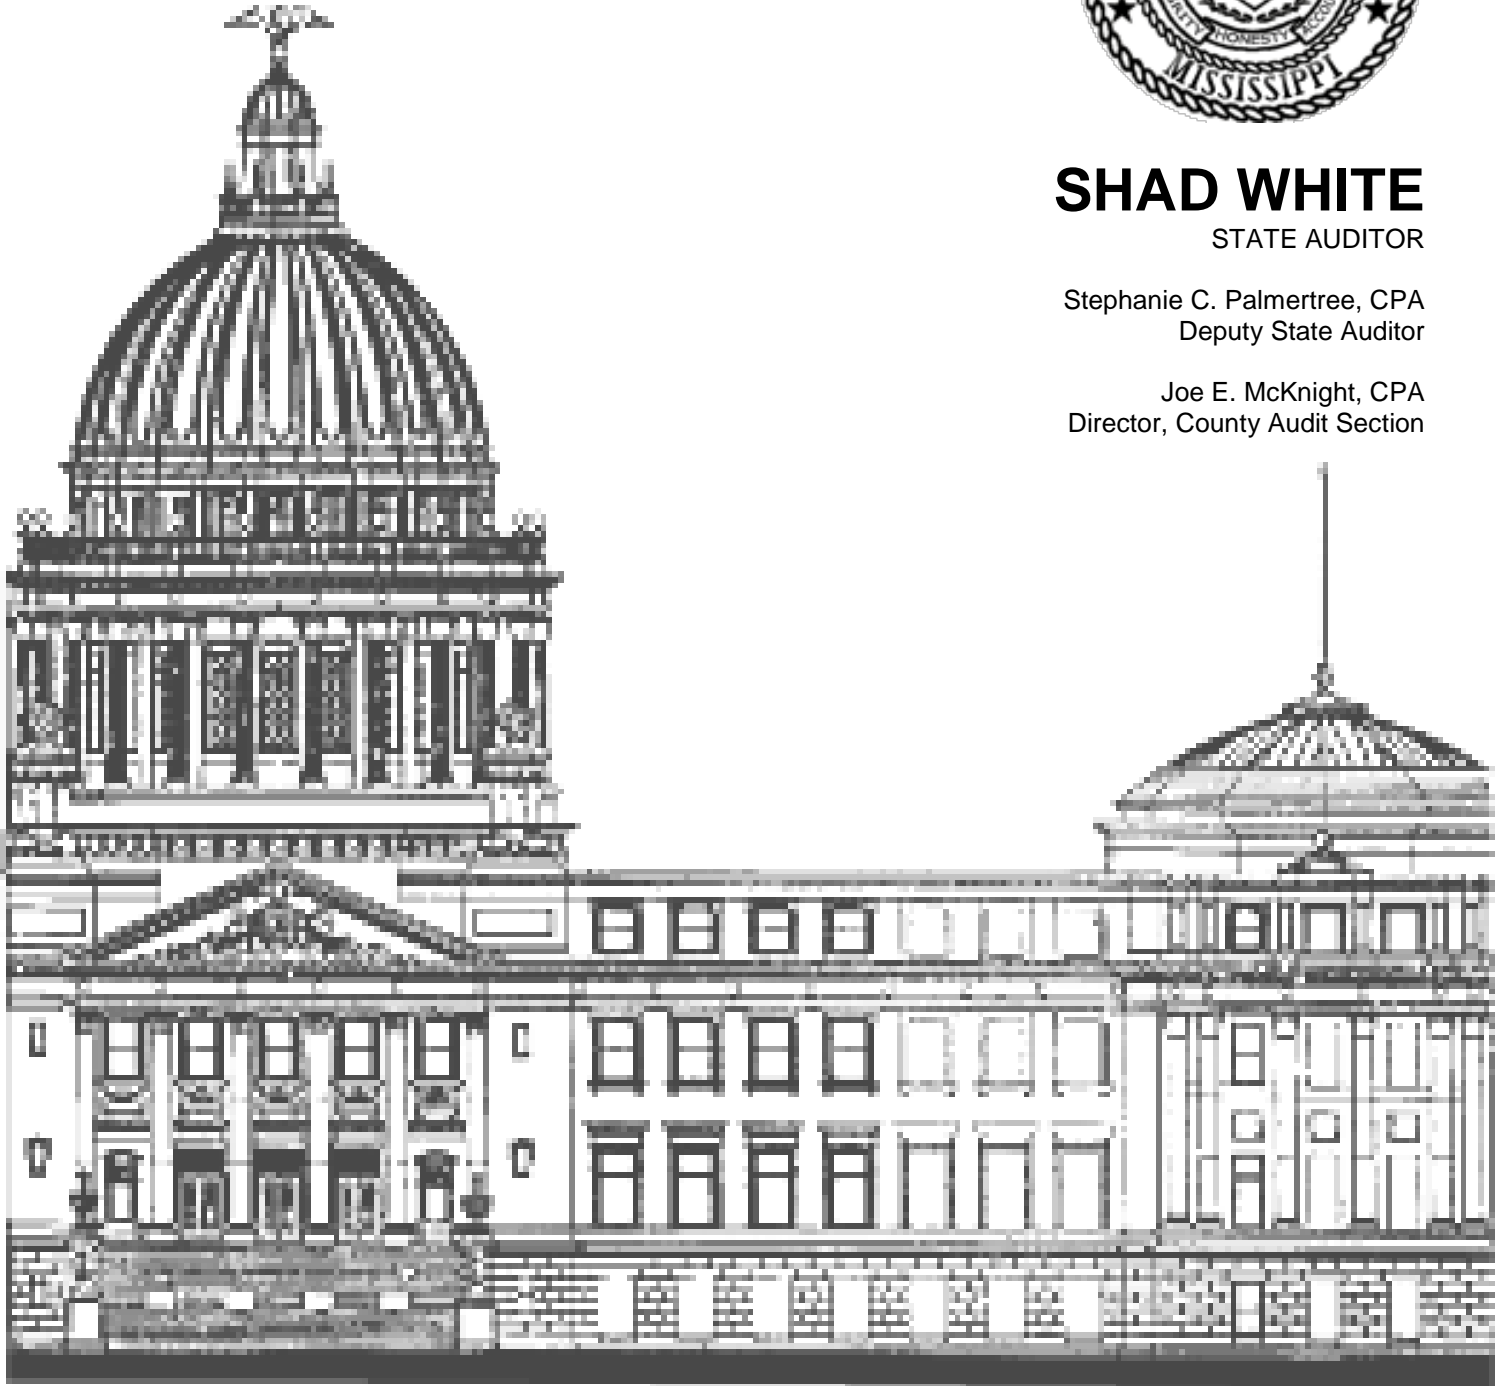 HONESTY
MISSISSIPPI
SHAD WHITE
STATE AUDITOR
Stephanie C. Palmertree, CPA
Deputy State Auditor
Joe E. McKnight, CPA
Director, County Audit Section